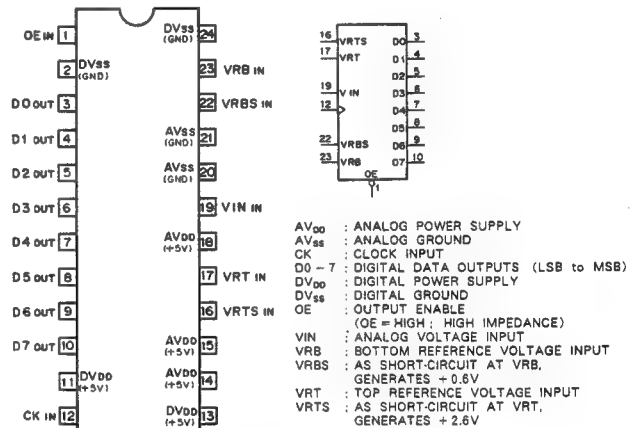 OE IN 1
DVSS (GND) 24
2 DVSS (GND)
23 VRB IN
D0 OUT 3
22 VRBS IN
D1 OUT 4
AVSS (GND) 21
D2 OUT 5
AVSS (GND) 20
D3 OUT 6
19 VIN IN
D4 OUT 7
AVDD (+5V) 18
D5 OUT 8
17 VRT IN
D6 OUT 9
16 VRTS IN
D7 OUT 10
AVDD (+5V) 15
11 DVDD (+5V)
AVDD (+5V) 14
CK IN 12
DVDD (+5V) 13
16 VRTS D0 3
17 VRT D1 4
D2 5
19 V IN D3 6
12 D4 7
D5 8
22 VRBS D6 9
23 VRB D7 10
OE
1
AVDD : ANALOG POWER SUPPLY
AVSS : ANALOG GROUND
CK : CLOCK INPUT
D0 - 7 : DIGITAL DATA OUTPUTS (LSB to MSB)
DVDD : DIGITAL POWER SUPPLY
DVSS : DIGITAL GROUND
OE : OUTPUT ENABLE
(OE = HIGH ; HIGH IMPEDANCE)
VIN : ANALOG VOLTAGE INPUT
VRB : BOTTOM REFERENCE VOLTAGE INPUT
VRBS : AS SHORT-CIRCUIT AT VRB,
GENERATES + 0.6V
VRT : TOP REFERENCE VOLTAGE INPUT
VRTS : AS SHORT-CIRCUIT AT VRT,
GENERATES + 2.6V